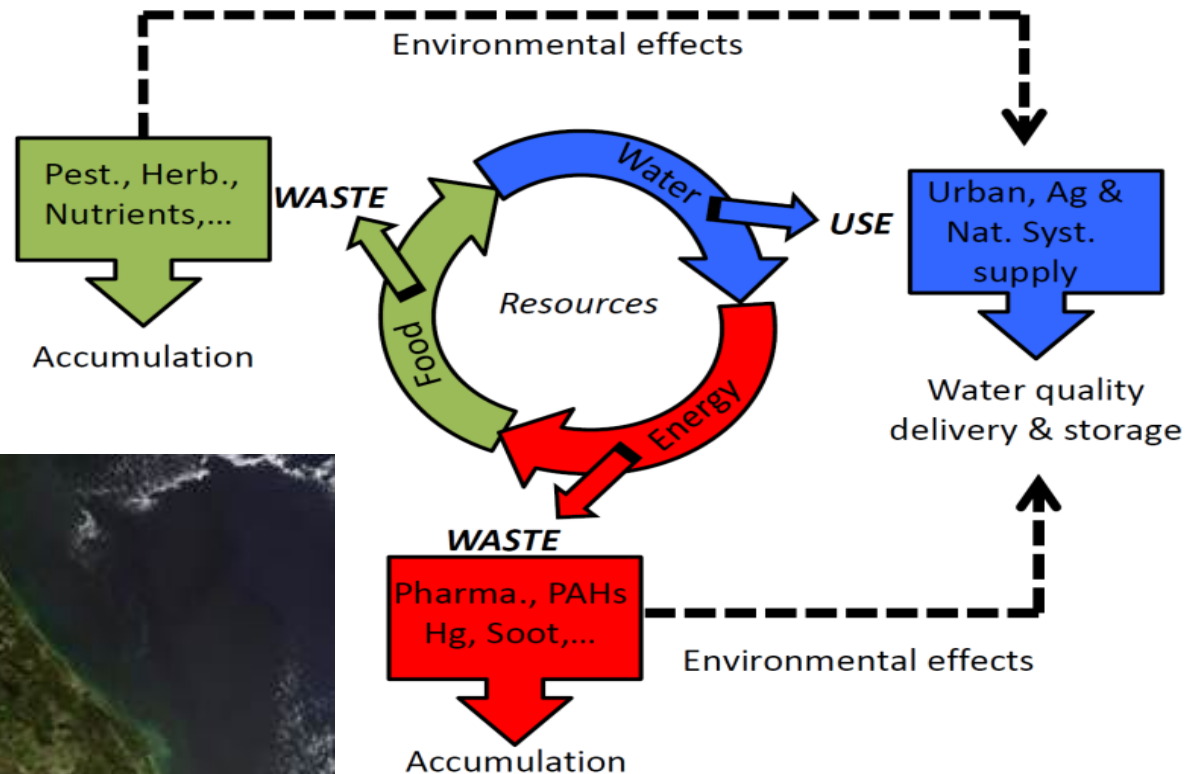 Environmental effects
Pest., Herb.,
Nutrients,...
WASTE
Accumulation
Water
USE
Urban, Ag &
Nat. Syst.
supply
Resources
Food
Energy
Water quality
delivery & storage
WASTE
Pharma., PAHs
Hg, Soot,...
Environmental effects
Accumulation